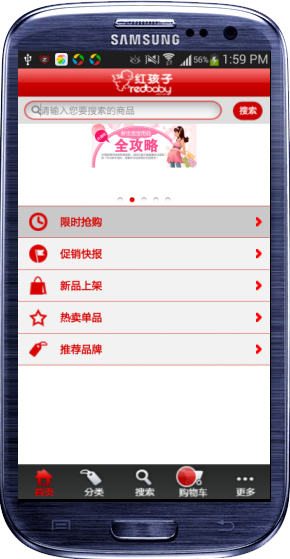 SAMSUNG
56% 1:59 PM
红孩子
redbaby
请输入您要搜索的商品 搜索
全攻略
限时抢购
促销快报
新品上架
热卖单品
推荐品牌
首页 分类 搜索 购物车 更多